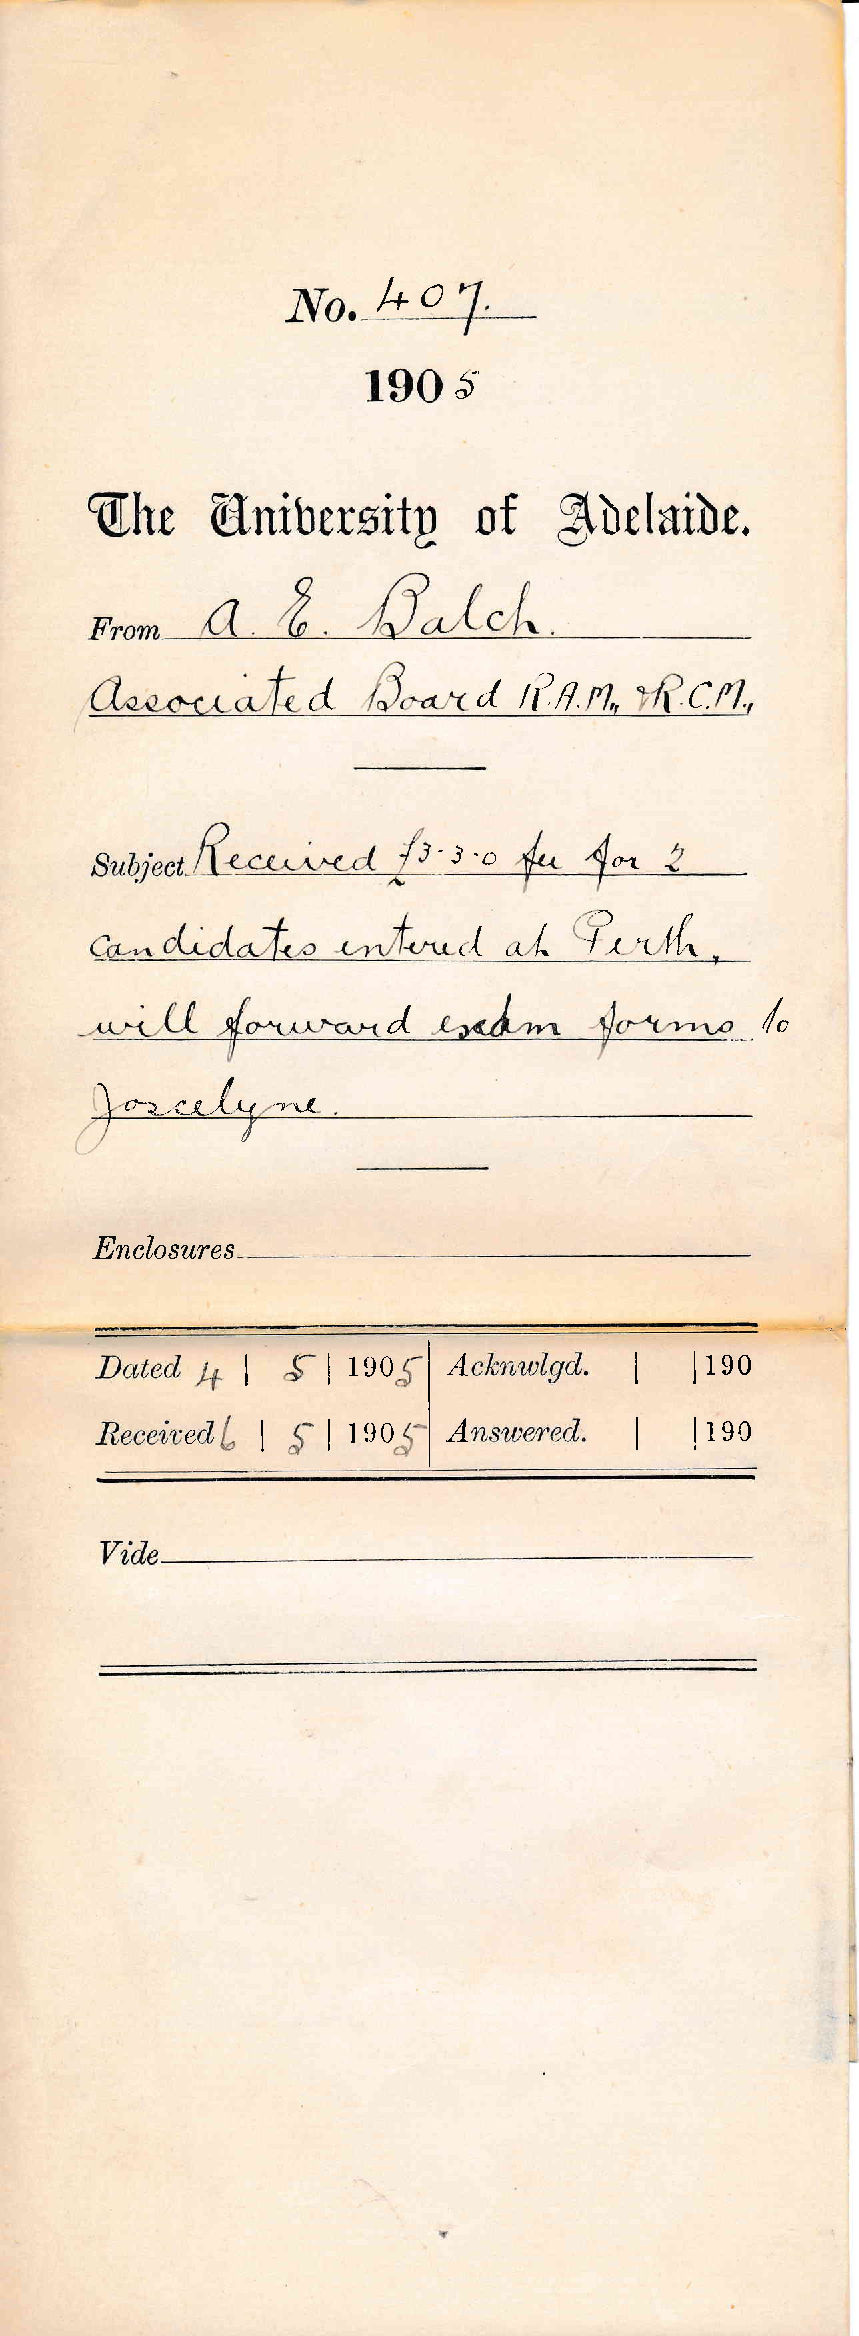 No. 407.
1905
The University of Adelaide.
From A. E. Balch.
Associated Board R.A.M., & R.C.M.,
Subject Received £3-3-0 fee for 2
candidates entered at Perth,
will forward exam forms to
Joscelyne.
Enclosures
Dated 4 | 5 | 1905 Acknwlgd. | | 190
Received 6 | 5 | 1905 Answered. | | 190
Vide